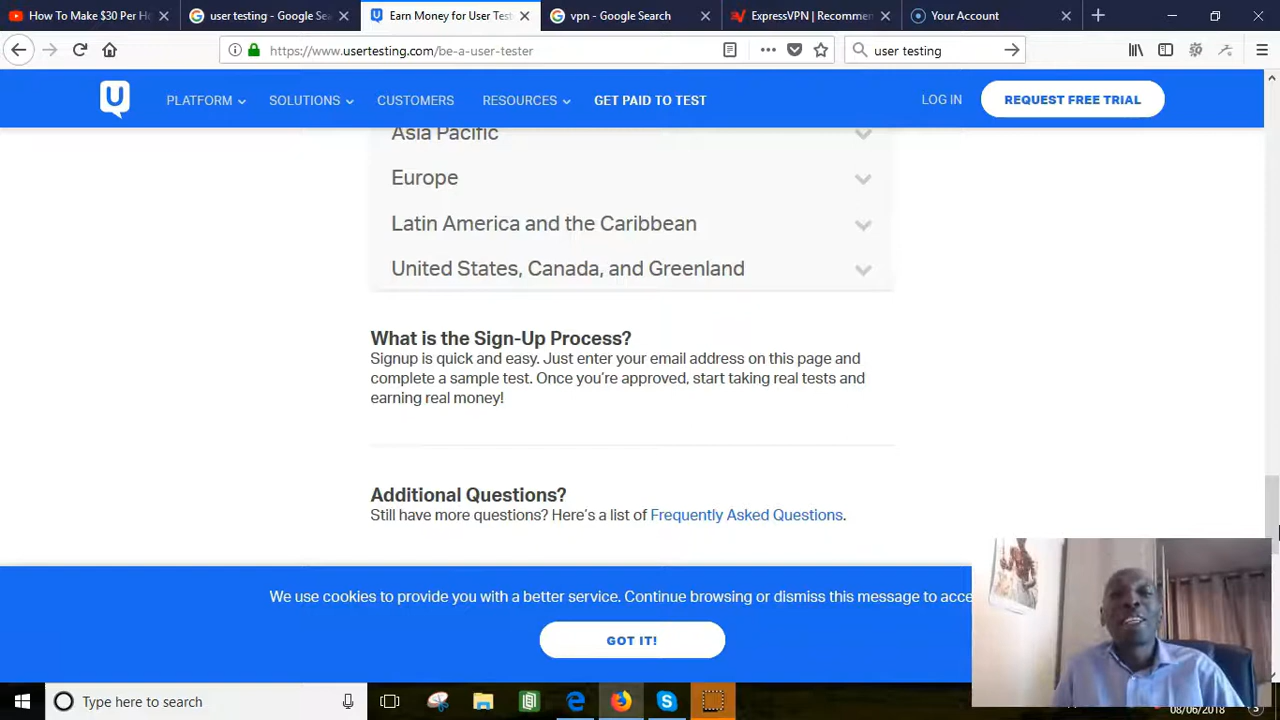 How To Make $30 Per Ho
user testing - Google Sea
Earn Money for User Test
vpn - Google Search
ExpressVPN | Recommen
Your Account
https://www.usertesting.com/be-a-user-tester
user testing
U
PLATFORM
SOLUTIONS
CUSTOMERS
RESOURCES
GET PAID TO TEST
LOG IN
REQUEST FREE TRIAL
Asia Pacific
Europe
Latin America and the Caribbean
United States, Canada, and Greenland
What is the Sign-Up Process?
Signup is quick and easy. Just enter your email address on this page and
complete a sample test. Once you're approved, start taking real tests and
earning real money!
Additional Questions?
Still have more questions? Here's a list of Frequently Asked Questions.
We use cookies to provide you with a better service. Continue browsing or dismiss this message to acce
GOT IT!
Type here to search
08/06/2018